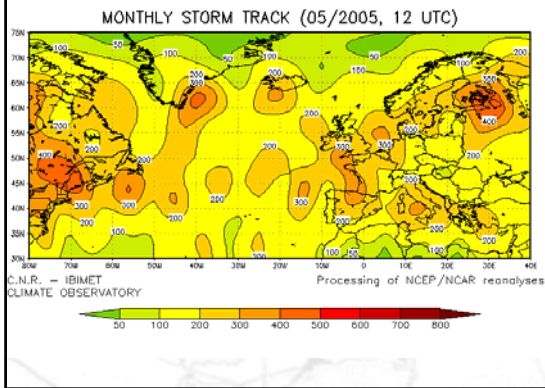 MONTHLY STORM TRACK (05/2005, 12 UTC)
75N
70N
65N
60N
55N
50N
45N
40N
35N
30N
80W 70W 60W 50W 40W 30W 20W 10W 0 10E 20E 30E 40E
C.N.R. – IBIMET
CLIMATE OBSERVATORY
Processing of NCEP/NCAR reanalyses
50 100 200 300 400 500 600 700 800